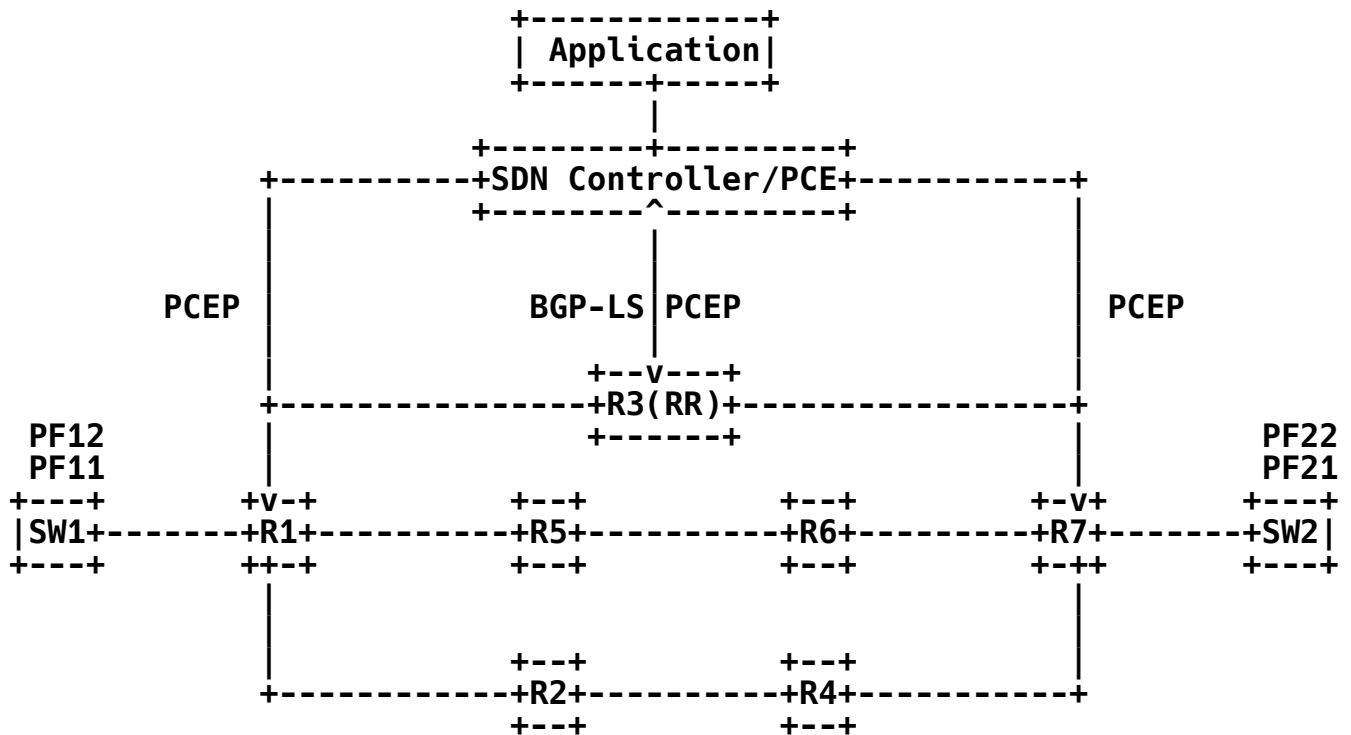 Application
SDN Controller/PCE
PCEP BGP-LS PCEP PCEP
R3(RR)
PF12 PF22
PF11 PF21
SW1 R1 R5 R6 R7 SW2
R2 R4